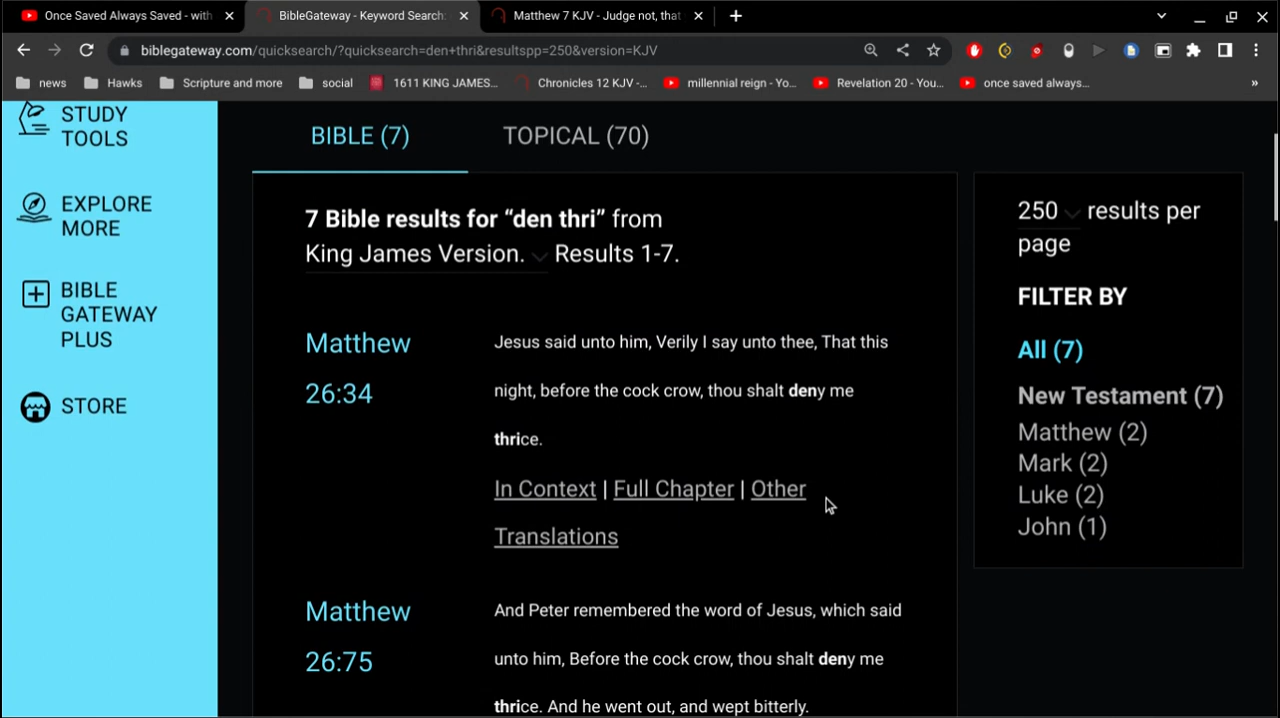 Once Saved Always Saved - with
BibleGateway - Keyword Search:
Matthew 7 KJV - Judge not, that
biblegateway.com/quicksearch/?quicksearch=den+thri&resultspp=250&version=KJV
news
Hawks
Scripture and more
social
1611 KING JAMES...
Chronicles 12 KJV -...
millennial reign - Yo...
Revelation 20 - You...
once saved always...
»
STUDY
TOOLS
EXPLORE
MORE
BIBLE
GATEWAY
PLUS
STORE
BIBLE (7)
TOPICAL (70)
7 Bible results for “den thri” from
King James Version. Results 1-7.
Matthew
26:34
Jesus said unto him, Verily I say unto thee, That this
night, before the cock crow, thou shalt deny me
thrice.
In Context | Full Chapter | Other
Translations
Matthew
26:75
And Peter remembered the word of Jesus, which said
unto him, Before the cock crow, thou shalt deny me
thrice. And he went out, and wept bitterly.
250 results per
page
FILTER BY
All (7)
New Testament (7)
Matthew (2)
Mark (2)
Luke (2)
John (1)